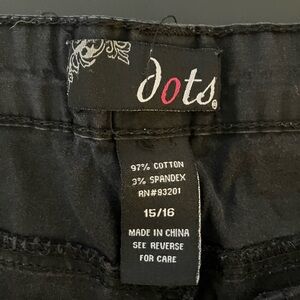 dots
97% COTTON
3% SPANDEX
RN#93201
15/16
MADE IN CHINA
SEE REVERSE
FOR CARE